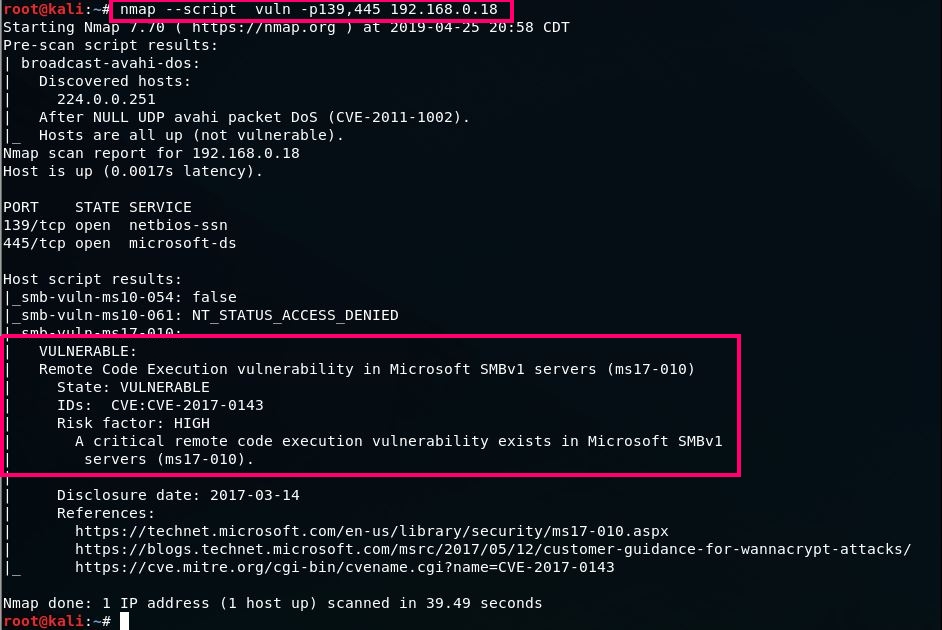 root@kali:~# nmap --script  vuln -p139,445 192.168.0.18
Starting Nmap 7.70 ( https://nmap.org ) at 2019-04-25 20:58 CDT
Pre-scan script results:
| broadcast-avahi-dos:
|   Discovered hosts:
|     224.0.0.251
|   After NULL UDP avahi packet DoS (CVE-2011-1002).
|_  Hosts are all up (not vulnerable).
Nmap scan report for 192.168.0.18
Host is up (0.0017s latency).
PORT    STATE SERVICE
139/tcp open  netbios-ssn
445/tcp open  microsoft-ds
Host script results:
|_smb-vuln-ms10-054: false
|_smb-vuln-ms10-061: NT_STATUS_ACCESS_DENIED
| smb-vuln-ms17-010:
|   VULNERABLE:
|   Remote Code Execution vulnerability in Microsoft SMBv1 servers (ms17-010)
|     State: VULNERABLE
|     IDs:  CVE:CVE-2017-0143
|     Risk factor: HIGH
|       A critical remote code execution vulnerability exists in Microsoft SMBv1
|        servers (ms17-010).
|
|     Disclosure date: 2017-03-14
|     References:
|       https://technet.microsoft.com/en-us/library/security/ms17-010.aspx
|       https://blogs.technet.microsoft.com/msrc/2017/05/12/customer-guidance-for-wannacrypt-attacks/
|_      https://cve.mitre.org/cgi-bin/cvename.cgi?name=CVE-2017-0143
Nmap done: 1 IP address (1 host up) scanned in 39.49 seconds
root@kali:~#